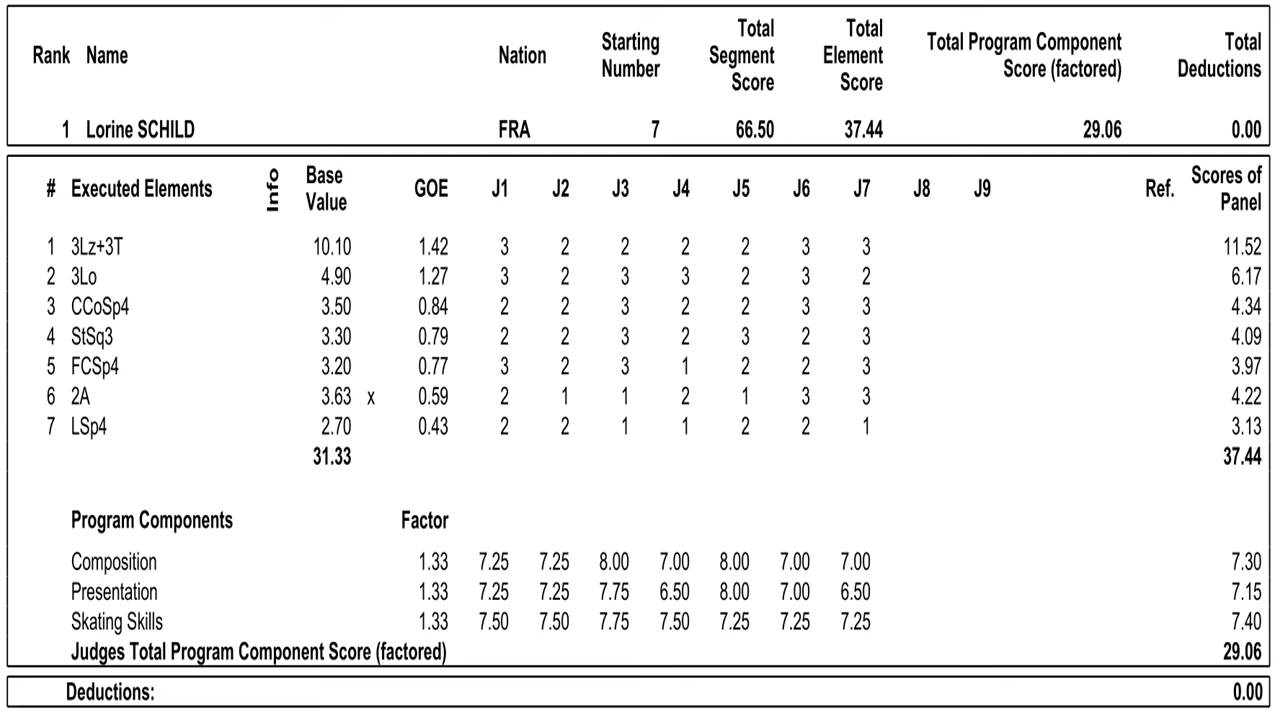 Rank Name Nation Starting Number Total Segment Score Total Element Score Total Program Component Score (factored) Total Deductions
1 Lorine SCHILD FRA 7 66.50 37.44 29.06 0.00
# Executed Elements Info Base Value GOE J1 J2 J3 J4 J5 J6 J7 J8 J9 Ref. Scores of Panel
1 3Lz+3T 10.10 1.42 3 2 2 2 2 3 3 11.52
2 3Lo 4.90 1.27 3 2 3 3 2 3 2 6.17
3 CCoSp4 3.50 0.84 2 2 3 2 2 3 3 4.34
4 StSq3 3.30 0.79 2 2 3 2 3 2 3 4.09
5 FCSp4 3.20 0.77 3 2 3 1 2 2 3 3.97
6 2A 3.63 x 0.59 2 1 1 2 1 3 3 4.22
7 LSp4 2.70 0.43 2 2 1 1 2 2 1 3.13
31.33 37.44
Program Components Factor
Composition 1.33 7.25 7.25 8.00 7.00 8.00 7.00 7.00 7.30
Presentation 1.33 7.25 7.25 7.75 6.50 8.00 7.00 6.50 7.15
Skating Skills 1.33 7.50 7.50 7.75 7.50 7.25 7.25 7.25 7.40
Judges Total Program Component Score (factored) 29.06
Deductions: 0.00